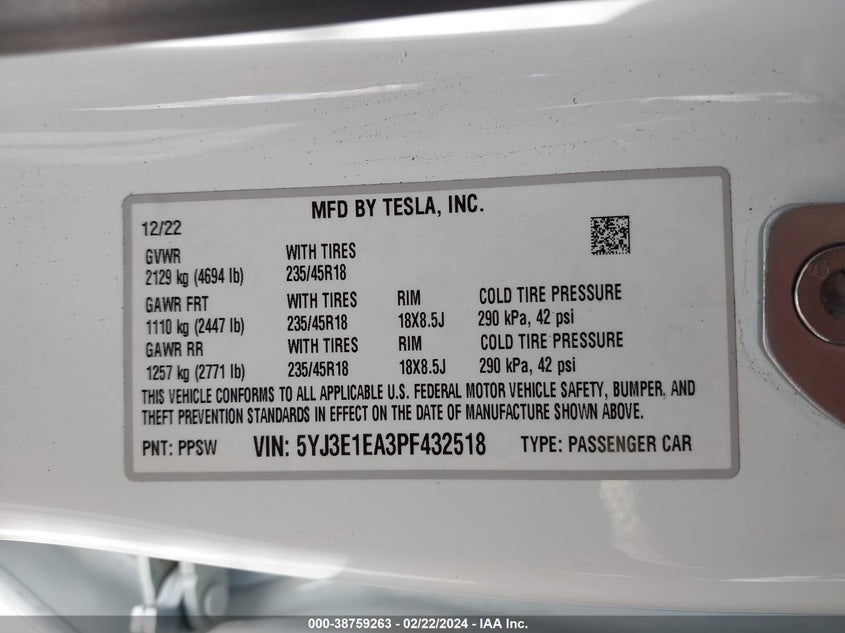 MFD BY TESLA, INC.
12/22
GVWR WITH TIRES
2129 kg (4694 lb) 235/45R18
GAWR FRT WITH TIRES RIM COLD TIRE PRESSURE
1110 kg (2447 lb) 235/45R18 18X8.5J 290 kPa, 42 psi
GAWR RR WITH TIRES RIM COLD TIRE PRESSURE
1257 kg (2771 lb) 235/45R18 18X8.5J 290 kPa, 42 psi
THIS VEHICLE CONFORMS TO ALL APPLICABLE U.S. FEDERAL MOTOR VEHICLE SAFETY, BUMPER, AND
THEFT PREVENTION STANDARDS IN EFFECT ON THE DATE OF MANUFACTURE SHOWN ABOVE.
PNT: PPSW VIN: 5YJ3E1EA3PF432518 TYPE: PASSENGER CAR
000-38759263 - 02/22/2024 - IAA Inc.